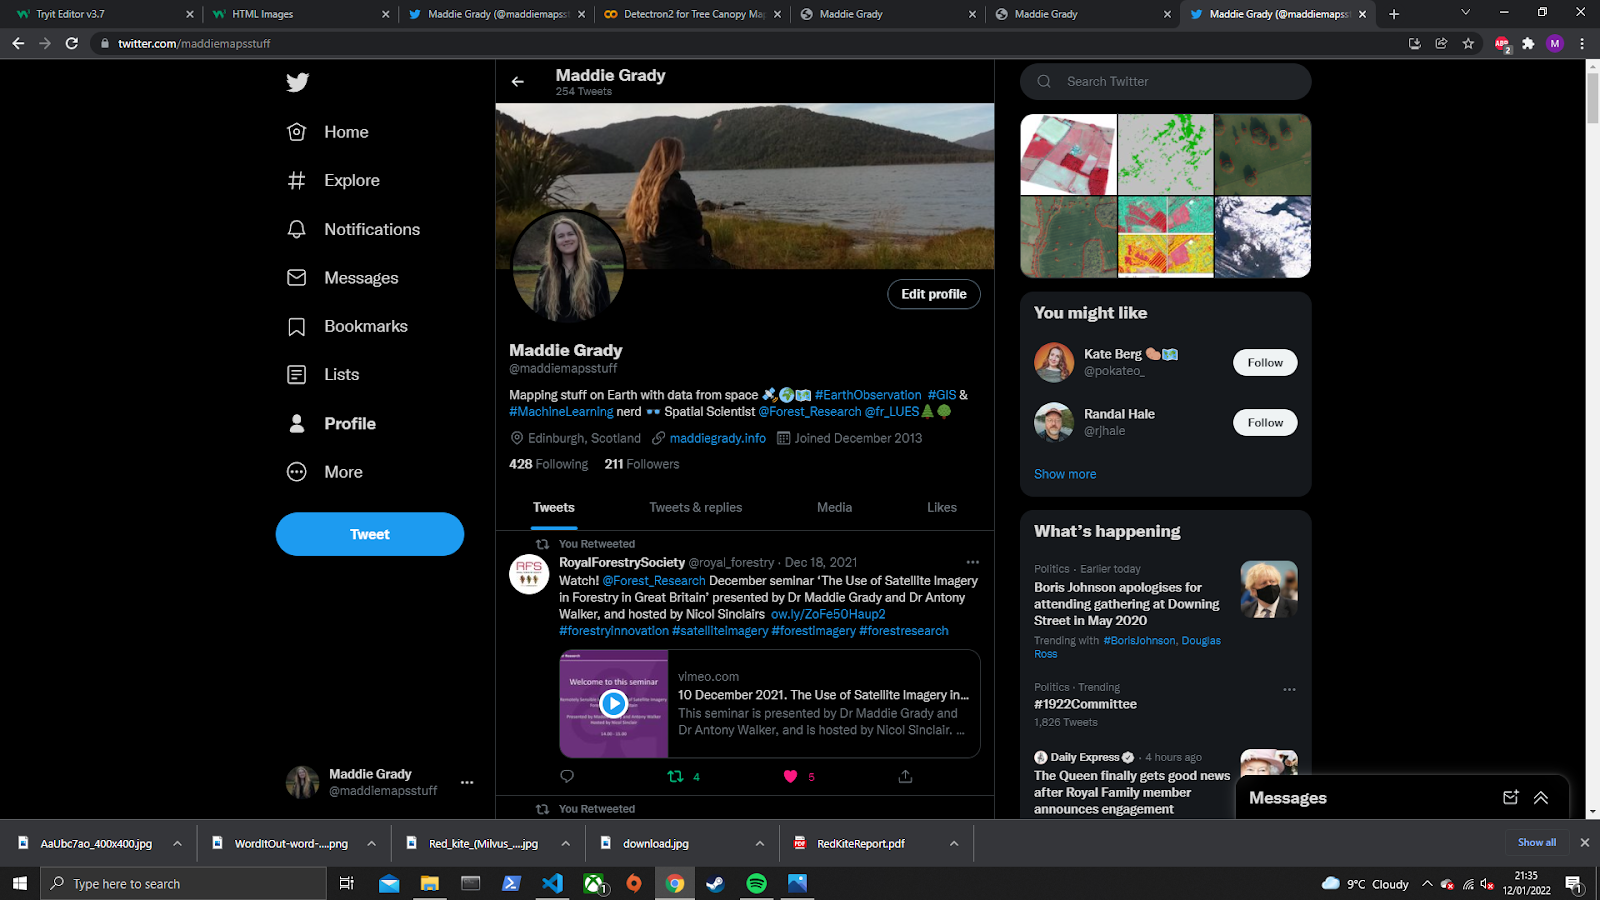 Tryit Editor v3.7
HTML Images
Maddie Grady (@maddiemapsst
Detectron2 for Tree Canopy Ma
Maddie Grady
Maddie Grady
Maddie Grady (@maddiemapsst
twitter.com/maddiemapsstuff
ABP
2
M
Home
Explore
Notifications
Messages
Bookmarks
Lists
Profile
More
Tweet
Maddie Grady
@maddiemapsstuff
Maddie Grady
254 Tweets
Edit profile
Maddie Grady
@maddiemapsstuff
Mapping stuff on Earth with data from space 🛰️🌍🗺️ #EarthObservation #GIS &
#MachineLearning nerd 👓 Spatial Scientist @Forest_Research @fr_LUES🌲🌳
Edinburgh, Scotland maddiegrady.info Joined December 2013
428 Following 211 Followers
Tweets Tweets & replies Media Likes
You Retweeted
RFS
RoyalForestrySociety @royal_forestry · Dec 18, 2021
Watch! @Forest_Research December seminar ‘The Use of Satellite Imagery
in Forestry in Great Britain’ presented by Dr Maddie Grady and Dr Antony
Walker, and hosted by Nicol Sinclairs ow.ly/ZoFe50Haup2
#forestryinnovation #satelliteimagery #forestimagery #forestresearch
Welcome to this seminar
vimeo.com
10 December 2021. The Use of Satellite Imagery in...
This seminar is presented by Dr Maddie Grady and
Dr Antony Walker, and is hosted by Nicol Sinclair. ...
4
5
You Retweeted
Search Twitter
You might like
Kate Berg 🥔🗺️
@pokateo_
Follow
Randal Hale
@rjhale
Follow
Show more
What’s happening
Politics · Earlier today
Boris Johnson apologises for
attending gathering at Downing
Street in May 2020
Trending with #BorisJohnson, Douglas
Ross
Politics · Trending
#1922Committee
1,826 Tweets
Daily Express · 4 hours ago
The Queen finally gets good news
after Royal Family member
announces engagement
Messages
AaUbc7ao_400x400.jpg
WordItOut-word-....png
Red_kite_(Milvus_....jpg
download.jpg
PDF
RedKiteReport.pdf
Show all
Type here to search
1
9°C Cloudy
21:35
12/01/2022
1